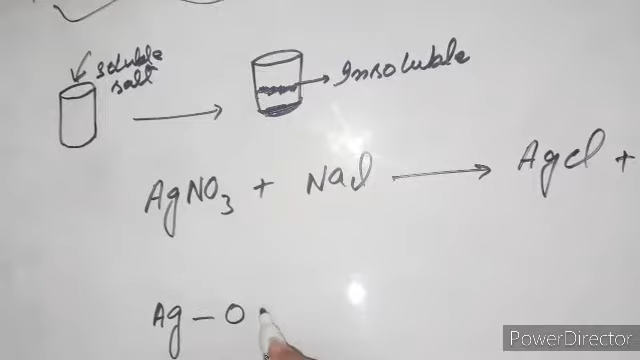 soluble
salt
Insoluble
AgNO3 + NaCl → AgCl +
Ag – O
PowerDirector